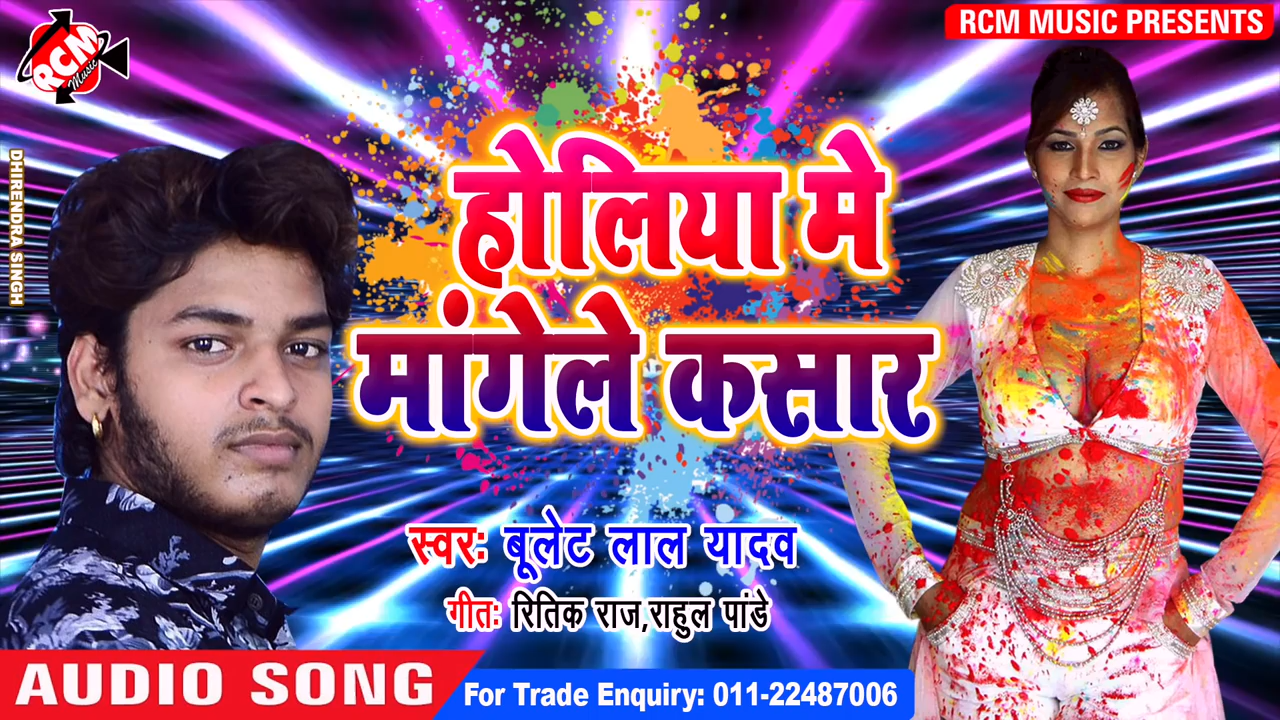 RCM
Music
RCM MUSIC PRESENTS
DHIRENDRA SINGH
होलिया मे
मांगेले कसार
स्वरः बूलेट लाल यादव
गीतः रितिक राज,राहुल पांडे
AUDIO SONG
For Trade Enquiry: 011-22487006